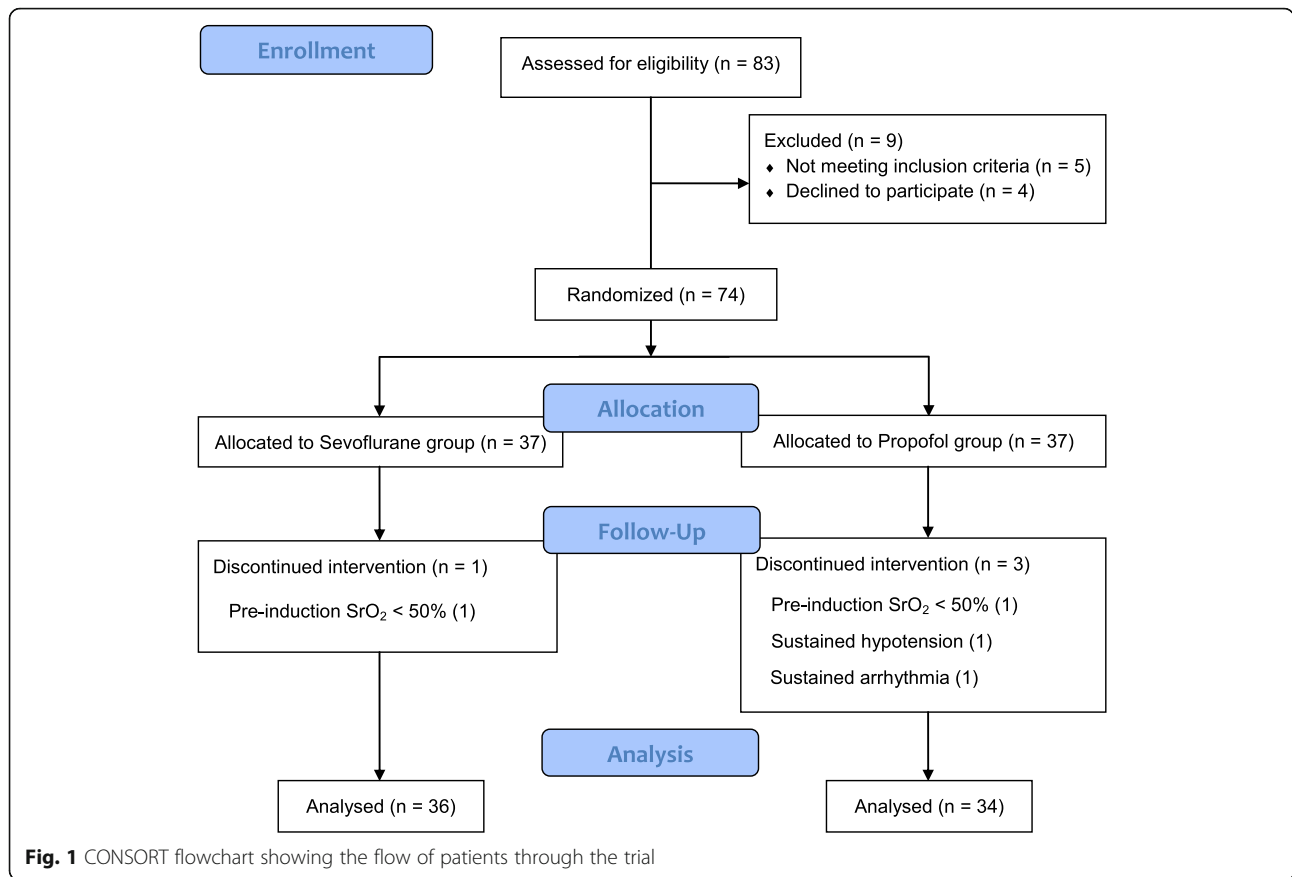 Enrollment
Assessed for eligibility (n = 83)
Excluded (n = 9)
♦ Not meeting inclusion criteria (n = 5)
♦ Declined to participate (n = 4)
Randomized (n = 74)
Allocation
Allocated to Sevoflurane group (n = 37)
Allocated to Propofol group (n = 37)
Follow-Up
Discontinued intervention (n = 1)
Pre-induction SrO₂ < 50% (1)
Discontinued intervention (n = 3)
Pre-induction SrO₂ < 50% (1)
Sustained hypotension (1)
Sustained arrhythmia (1)
Analysis
Analysed (n = 36)
Analysed (n = 34)
Fig. 1 CONSORT flowchart showing the flow of patients through the trial